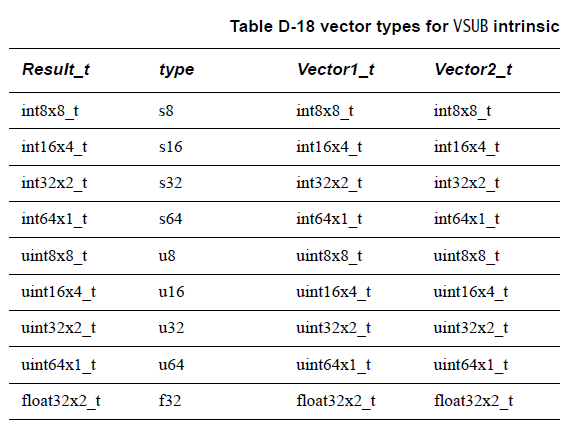 Table D-18 vector types for VSUB intrinsic
Result_t type Vector1_t Vector2_t
int8x8_t s8 int8x8_t int8x8_t
int16x4_t s16 int16x4_t int16x4_t
int32x2_t s32 int32x2_t int32x2_t
int64x1_t s64 int64x1_t int64x1_t
uint8x8_t u8 uint8x8_t uint8x8_t
uint16x4_t u16 uint16x4_t uint16x4_t
uint32x2_t u32 uint32x2_t uint32x2_t
uint64x1_t u64 uint64x1_t uint64x1_t
float32x2_t f32 float32x2_t float32x2_t